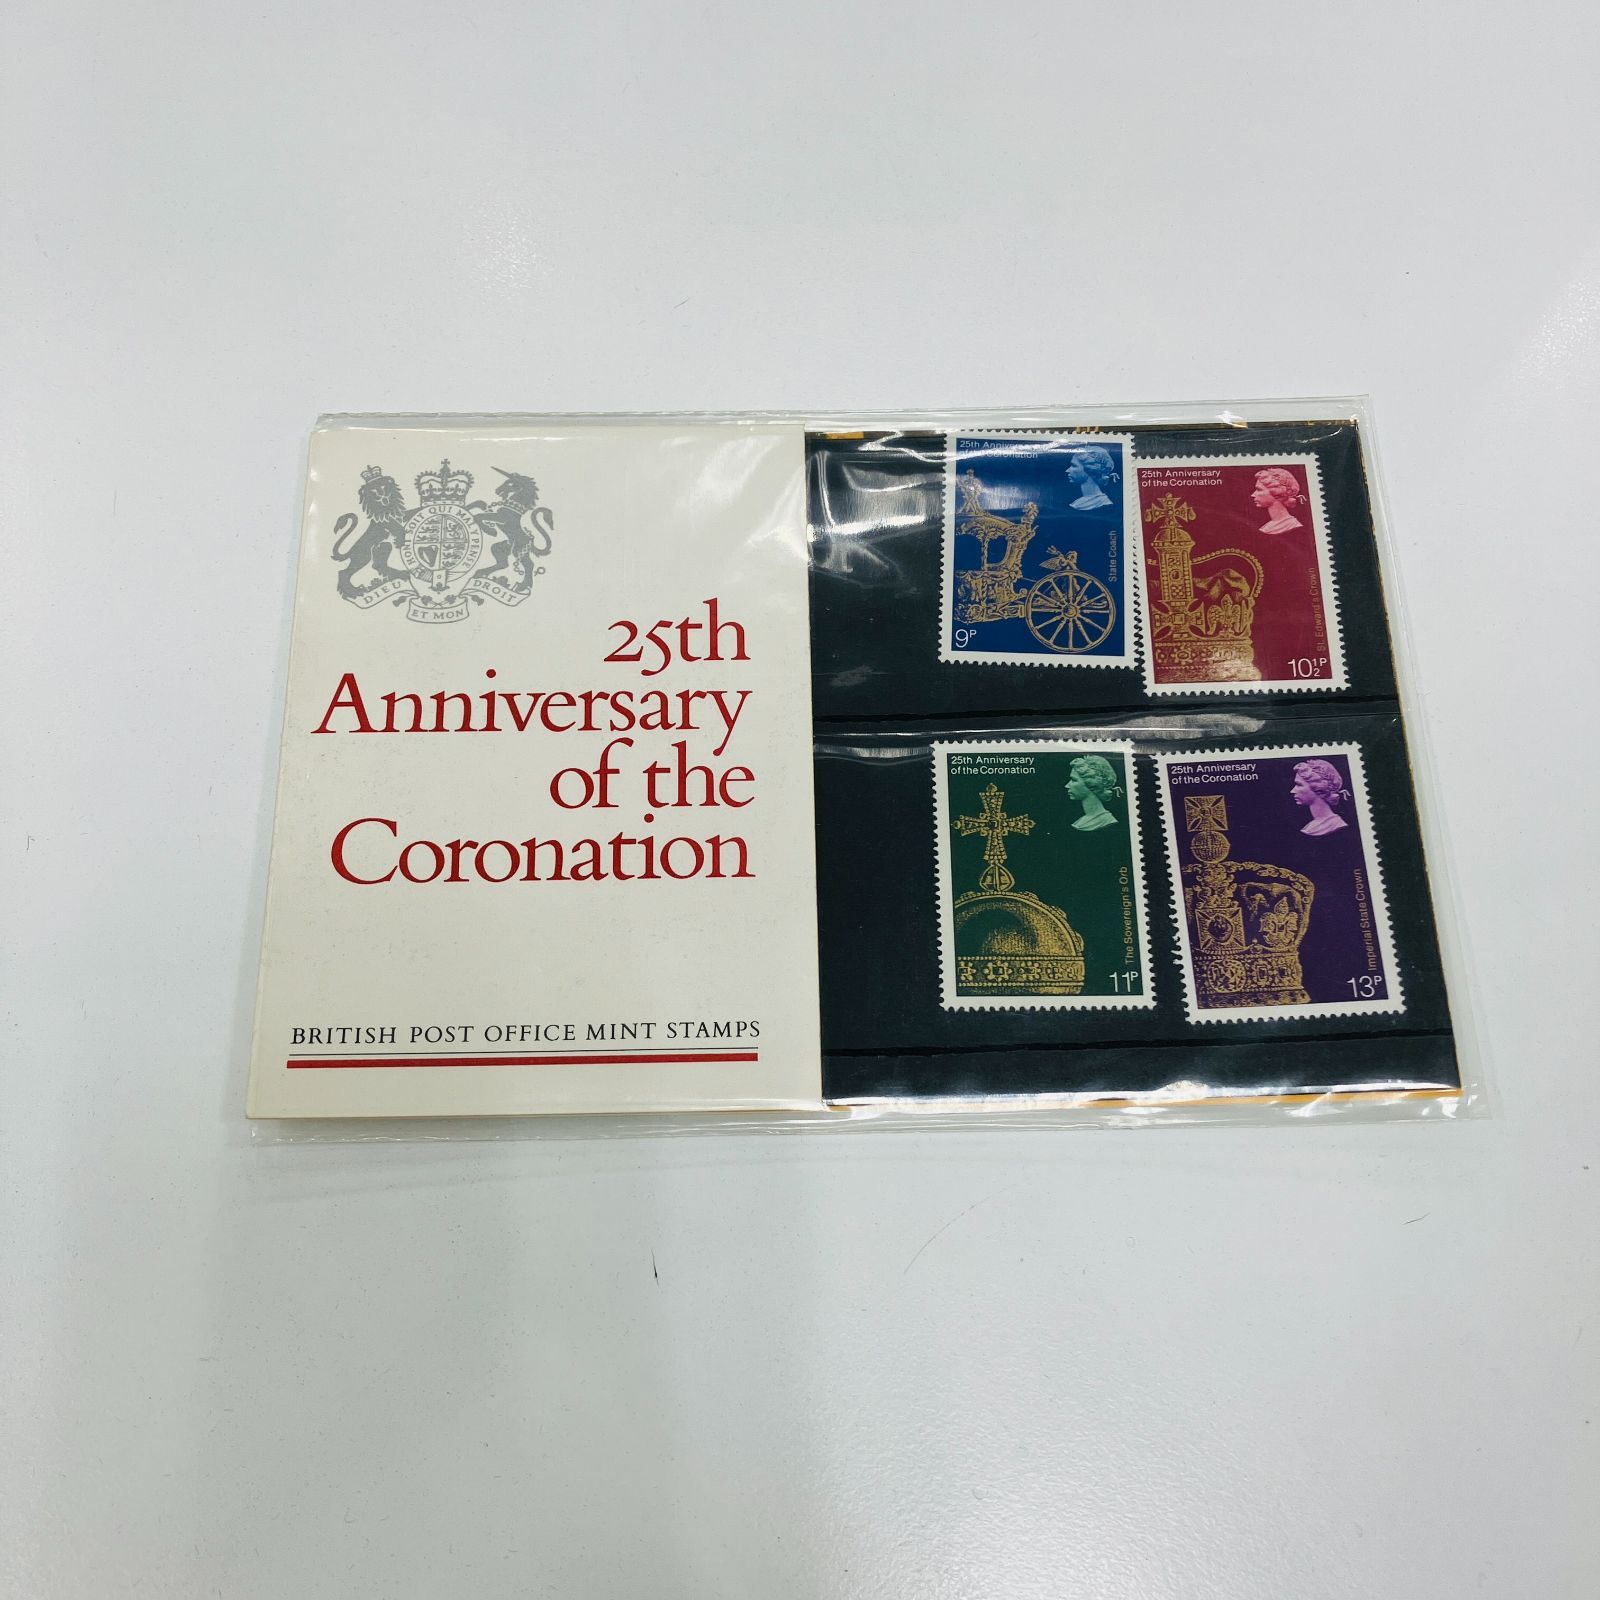 HONI SOIT QUI MAL Y PENSE
DIEU ET MON DROIT
25th
Anniversary
of the
Coronation
BRITISH POST OFFICE MINT STAMPS
25th Anniversary
of the Coronation
State Coach
9P
25th Anniversary
of the Coronation
St. Edward's Crown
10½P
25th Anniversary
of the Coronation
The Sovereign's Orb
11P
25th Anniversary
of the Coronation
Imperial State Crown
13P